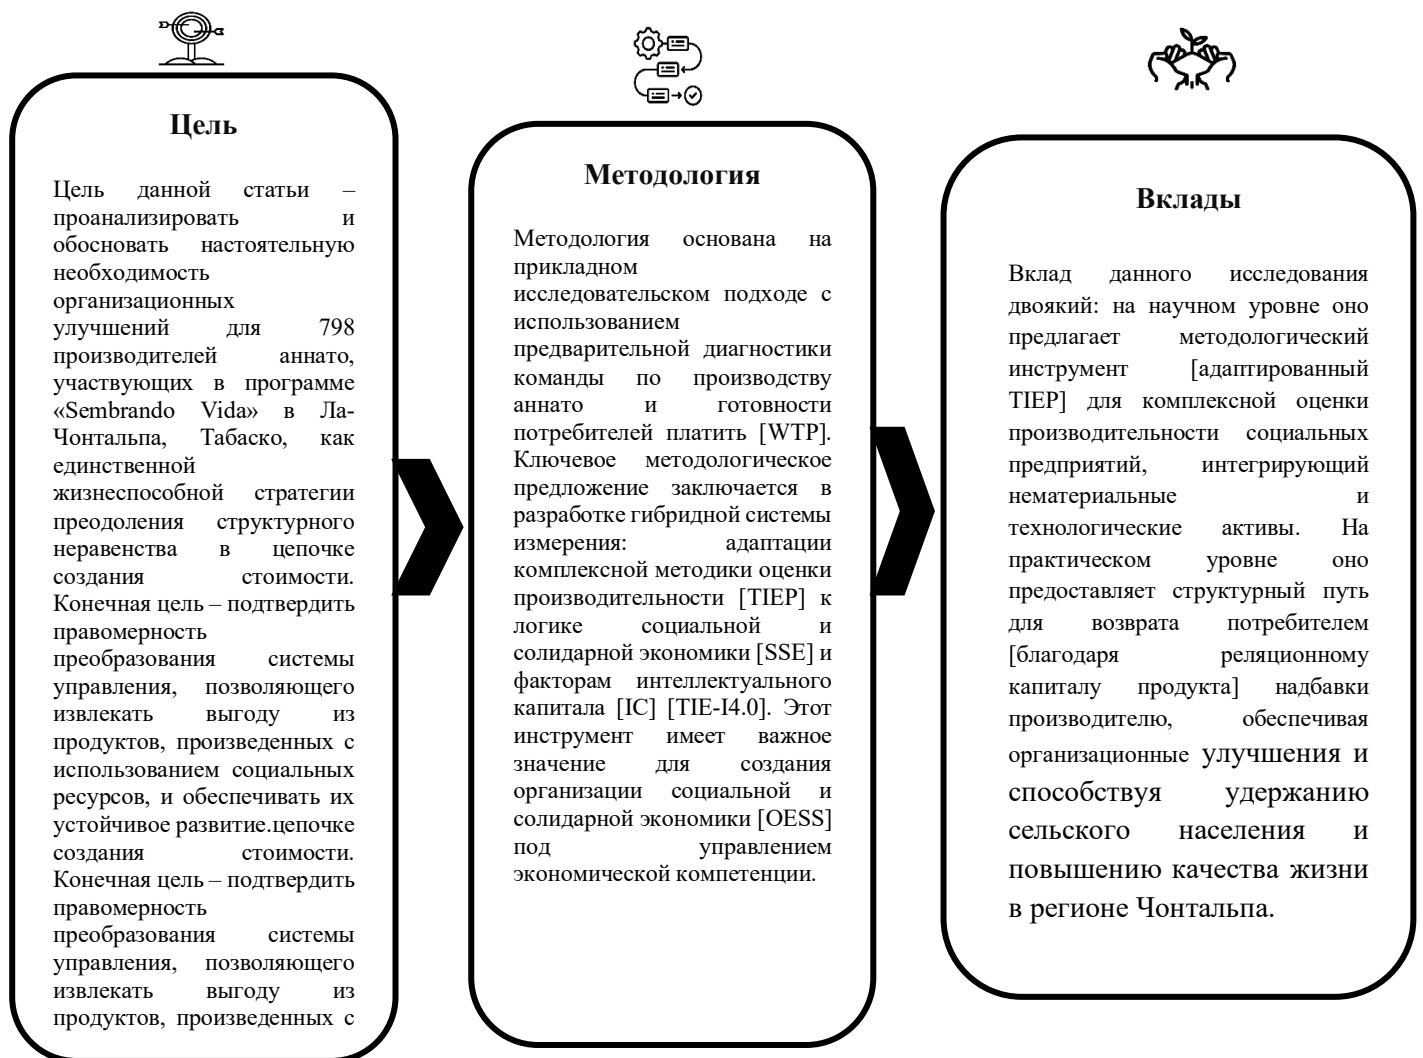 Цель
Цель данной статьи –
проанализировать и
обосновать настоятельную
необходимость
организационных
улучшений для 798
производителей аннато,
участвующих в программе
«Sembrando Vida» в Ла-
Чонтальпа, Табаско, как
единственной
жизнеспособной стратегии
преодоления структурного
неравенства в цепочке
создания стоимости.
Конечная цель – подтвердить
правомерность
преобразования системы
управления, позволяющего
извлекать выгоду из
продуктов, произведенных с
использованием социальных
ресурсов, и обеспечивать их
устойчивое развитие.цепочке
создания стоимости.
Конечная цель – подтвердить
правомерность
преобразования системы
управления, позволяющего
извлекать выгоду из
продуктов, произведенных с
Методология
Методология основана на
прикладном
исследовательском подходе с
использованием
предварительной диагностики
команды по производству
аннато и готовности
потребителей платить [WTP].
Ключевое методологическое
предложение заключается в
разработке гибридной системы
измерения: адаптации
комплексной методики оценки
производительности [TIEP] к
логике социальной и
солидарной экономики [SSE] и
факторам интеллектуального
капитала [IC] [TIE-I4.0]. Этот
инструмент имеет важное
значение для создания
организации социальной и
солидарной экономики [OESS]
под управлением
экономической компетенции.
Вклады
Вклад данного исследования
двоякий: на научном уровне оно
предлагает методологический
инструмент [адаптированный
TIEP] для комплексной оценки
производительности социальных
предприятий, интегрирующий
нематериальные и
технологические активы. На
практическом уровне оно
предоставляет структурный путь
для возврата потребителем
[благодаря реляционному
капиталу продукта] надбавки
производителю, обеспечивая
организационные улучшения и
способствуя удержанию
сельского населения и
повышению качества жизни
в регионе Чонтальпа.